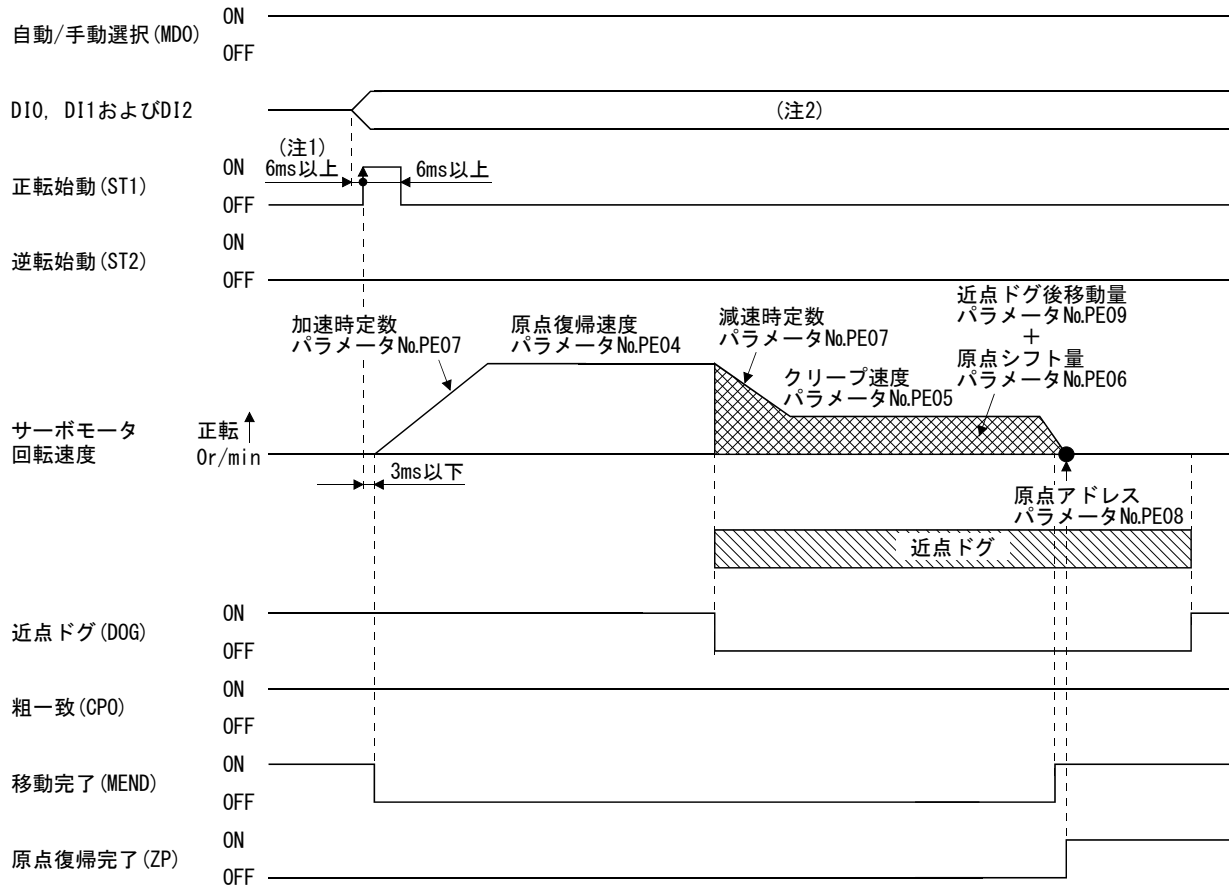 自動/手動選択(MD0)
ON
OFF
DI0, DI1およびDI2
(注2)
正転始動(ST1)
ON
OFF
(注1)
6ms以上
6ms以上
逆転始動(ST2)
ON
OFF
サーボモータ
回転速度
正転
0r/min
加速時定数
パラメータNo.PE07
原点復帰速度
パラメータNo.PE04
減速時定数
パラメータNo.PE07
クリープ速度
パラメータNo.PE05
近点ドグ後移動量
パラメータNo.PE09
+
原点シフト量
パラメータNo.PE06
3ms以下
原点アドレス
パラメータNo.PE08
近点ドグ
近点ドグ(DOG)
ON
OFF
粗一致(CPO)
ON
OFF
移動完了(MEND)
ON
OFF
原点復帰完了(ZP)
ON
OFF